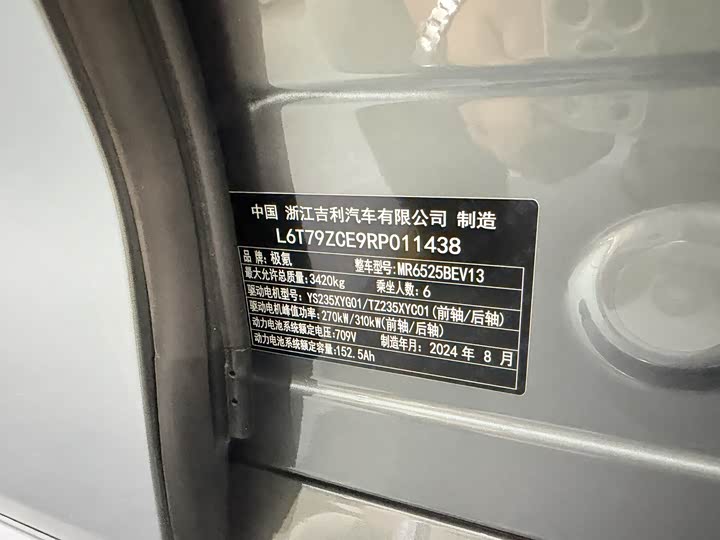 中国 浙江吉利汽车有限公司 制造
L6T79ZCE9RP011438
品 牌:极氪 整车型号:MR6525BEV13
最大允许总质量:3420kg 乘坐人数:6
驱动电机型号:YS235XYG01/TZ235XYC01(前轴/后轴)
驱动电机峰值功率:270kW/310kW(前轴/后轴)
动力电池系统额定电压:709V 制造年月:2024 年 8 月
动力电池系统额定容量:152.5Ah